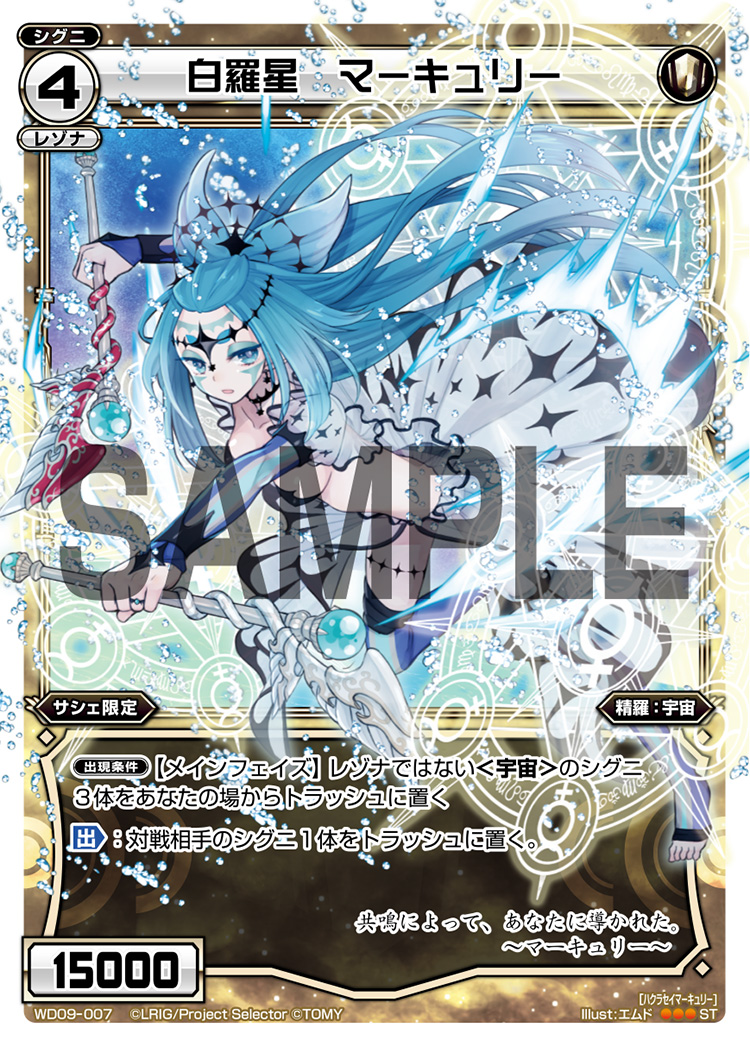 シグニ
4
白羅星 マーキュリー
レゾナ
SAMPLE
サシェ限定
精羅:宇宙
出現条件【メインフェイズ】レゾナではない<宇宙>のシグニ
3体をあなたの場からトラッシュに置く
出:対戦相手のシグニ1体をトラッシュに置く。
共鳴によって、あなたに導かれた。
~マーキュリー~
15000
[ハクラセイマーキュリー]
WD09-007 ©LRIG/Project Selector ©TOMY Illust:エムド ST